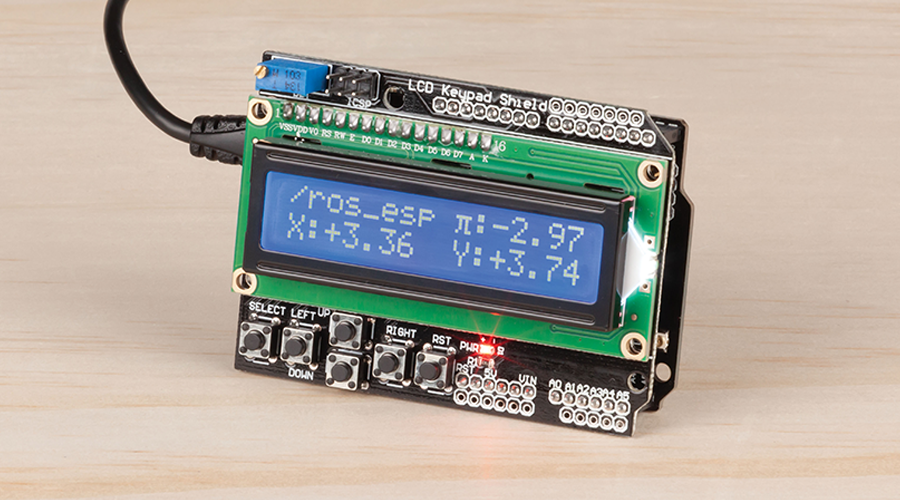 103
ICSP
LCD Keypad Shield
1
16
VSS VDD VO RS RW E D0 D1 D2 D3 D4 D5 D6 D7 A K
/ros_esp π:-2.97
X:+3.36 Y:+3.74
SELECT LEFT UP RIGHT RST
DOWN
PWR
RST 5V VIN
A0 A1 A2 A3 A4 A5